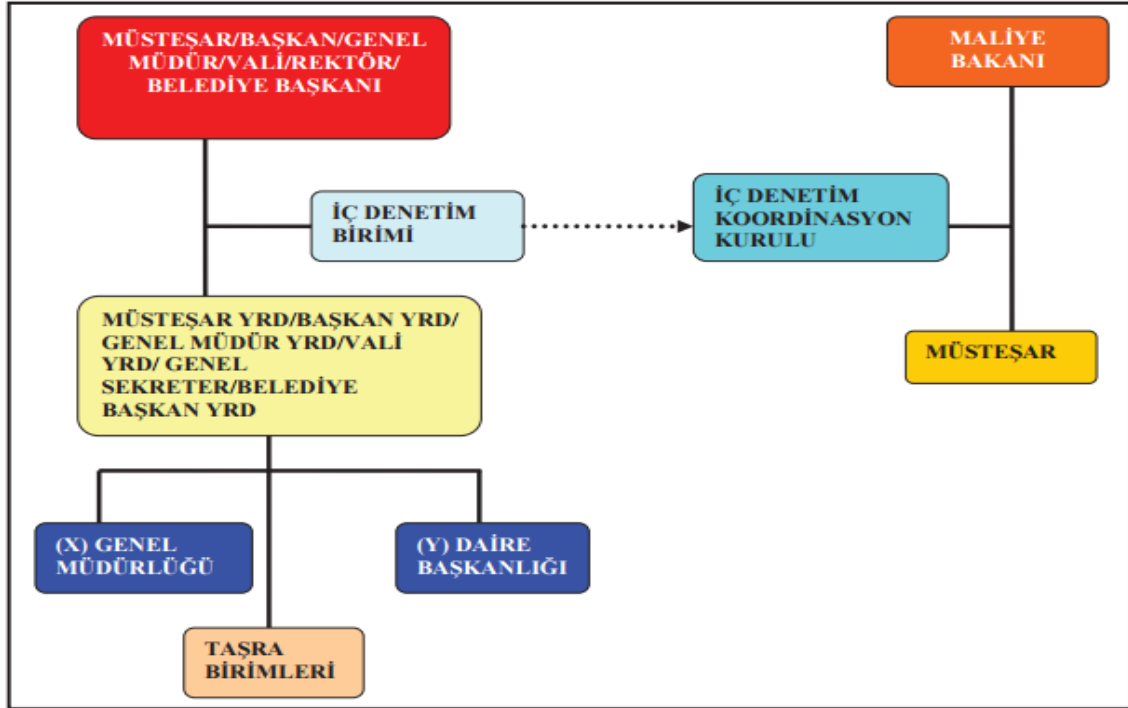 MÜSTEŞAR/BAŞKAN/GENEL
MÜDÜR/VALİ/REKTÖR/
BELEDİYE BAŞKANI
MALİYE
BAKANI
İÇ DENETİM
BİRİMİ
İÇ DENETİM
KOORDİNASYON
KURULU
MÜSTEŞAR YRD/BAŞKAN YRD/
GENEL MÜDÜR YRD/VALİ
YRD/ GENEL
SEKRETER/BELEDİYE
BAŞKAN YRD
MÜSTEŞAR
(X) GENEL
MÜDÜRLÜĞÜ
(Y) DAİRE
BAŞKANLIĞI
TAŞRA
BİRİMLERİ